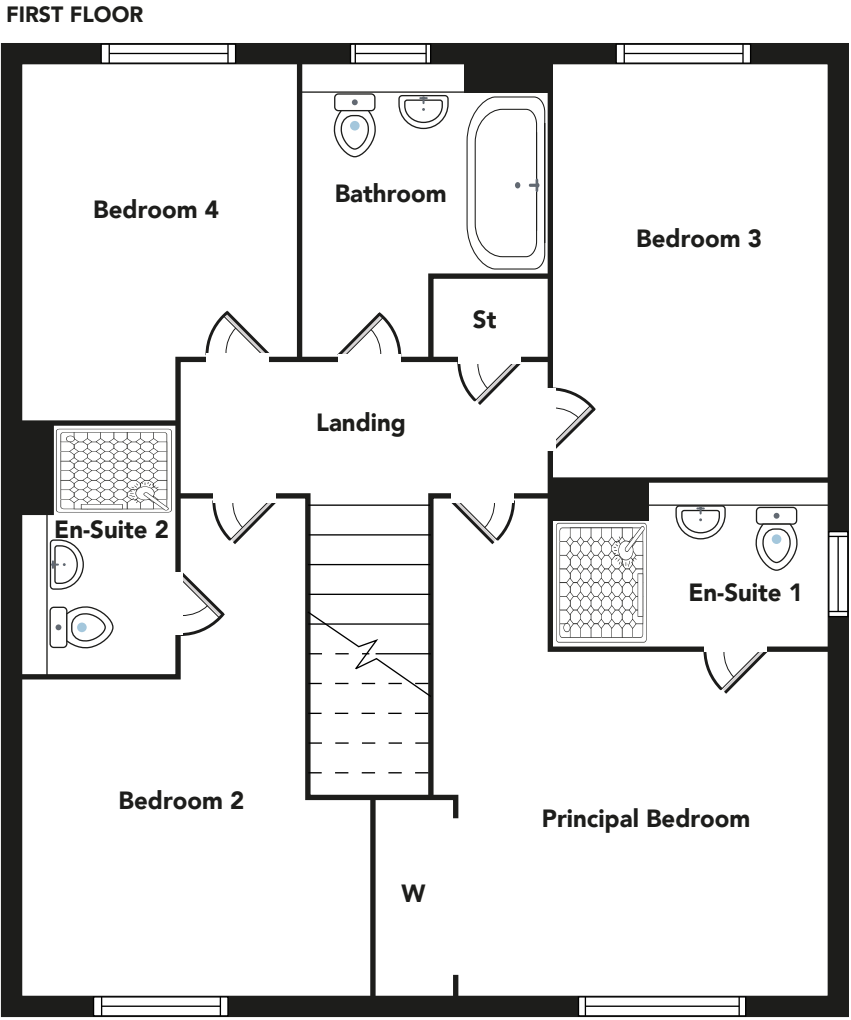 FIRST FLOOR
Bedroom 4
Bathroom
Bedroom 3
St
Landing
En-Suite 2
En-Suite 1
Bedroom 2
Principal Bedroom
W